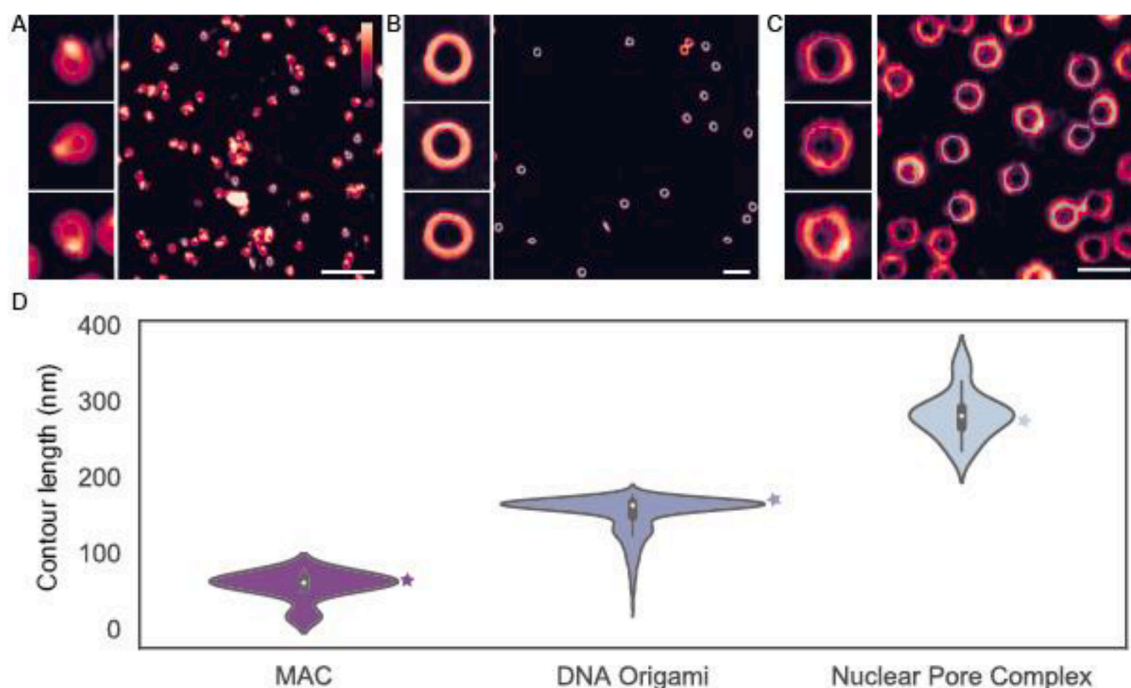 A
B
C
D
400
300
200
100
0
Contour length (nm)
MAC
DNA Origami
Nuclear Pore Complex